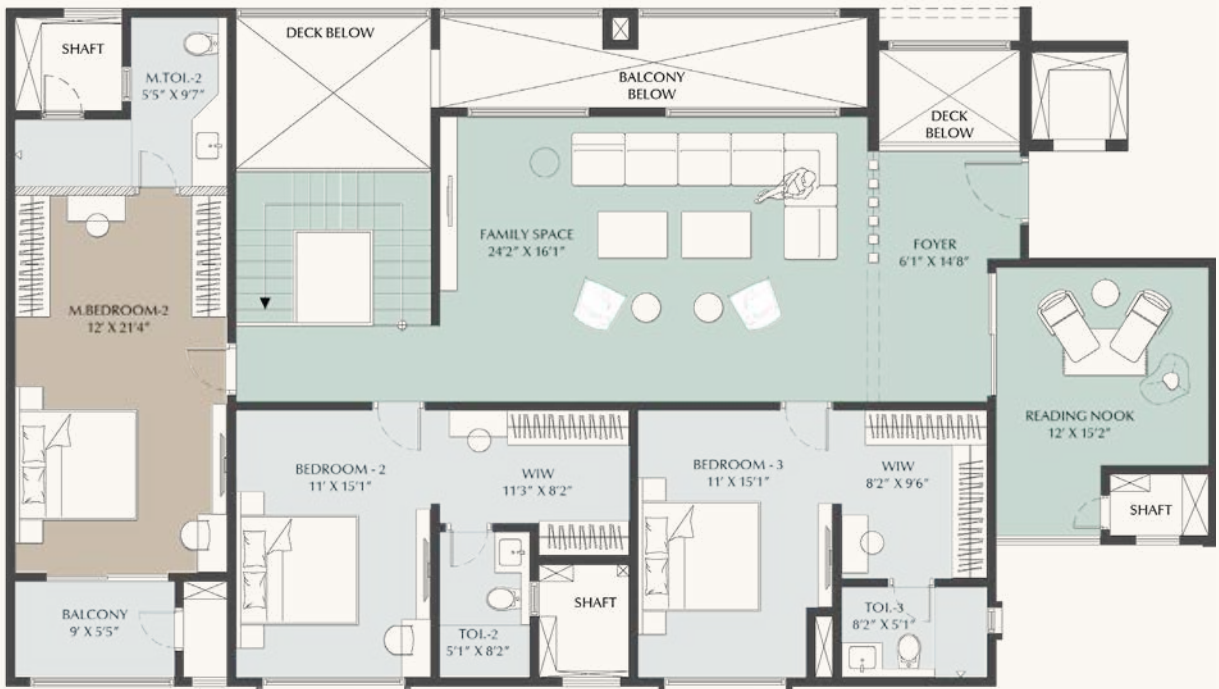 SHAFT
M.TOI.-2
5'5" X 9'7"
DECK BELOW
BALCONY
BELOW
DECK
BELOW
FAMILY SPACE
24'2" X 16'1"
FOYER
6'1" X 14'8"
M.BEDROOM-2
12' X 21'4"
READING NOOK
12' X 15'2"
BEDROOM - 2
11' X 15'1"
WIW
11'3" X 8'2"
BEDROOM - 3
11' X 15'1"
WIW
8'2" X 9'6"
SHAFT
BALCONY
9' X 5'5"
TOI.-2
5'1" X 8'2"
SHAFT
TOI.-3
8'2" X 5'1"